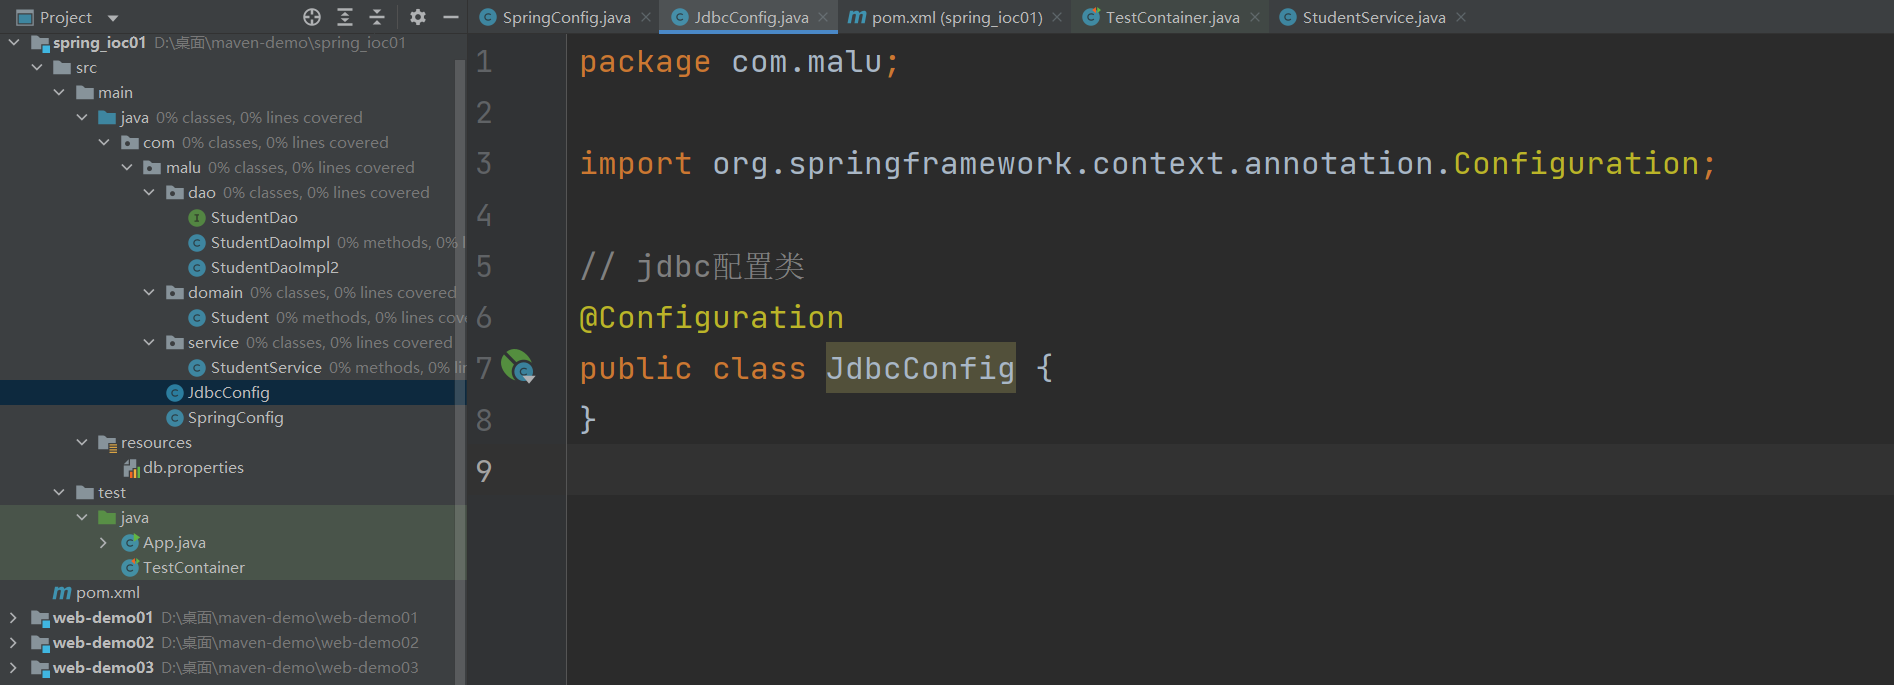 Project
SpringConfig.java
JdbcConfig.java
pom.xml (spring_ioc01)
TestContainer.java
StudentService.java
spring_ioc01 D:\桌面\maven-demo\spring_ioc01
src
main
java 0% classes, 0% lines covered
com 0% classes, 0% lines covered
malu 0% classes, 0% lines covered
dao 0% classes, 0% lines covered
StudentDao
StudentDaoImpl 0% methods, 0% l
StudentDaoImpl2
domain 0% classes, 0% lines covered
Student 0% methods, 0% lines cov
service 0% classes, 0% lines covered
StudentService 0% methods, 0% lin
JdbcConfig
SpringConfig
resources
db.properties
test
java
App.java
TestContainer
pom.xml
web-demo01 D:\桌面\maven-demo\web-demo01
web-demo02 D:\桌面\maven-demo\web-demo02
web-demo03 D:\桌面\maven-demo\web-demo03
1 package com.malu;
2
3 import org.springframework.context.annotation.Configuration;
4
5 // jdbc配置类
6 @Configuration
7 public class JdbcConfig {
8 }
9